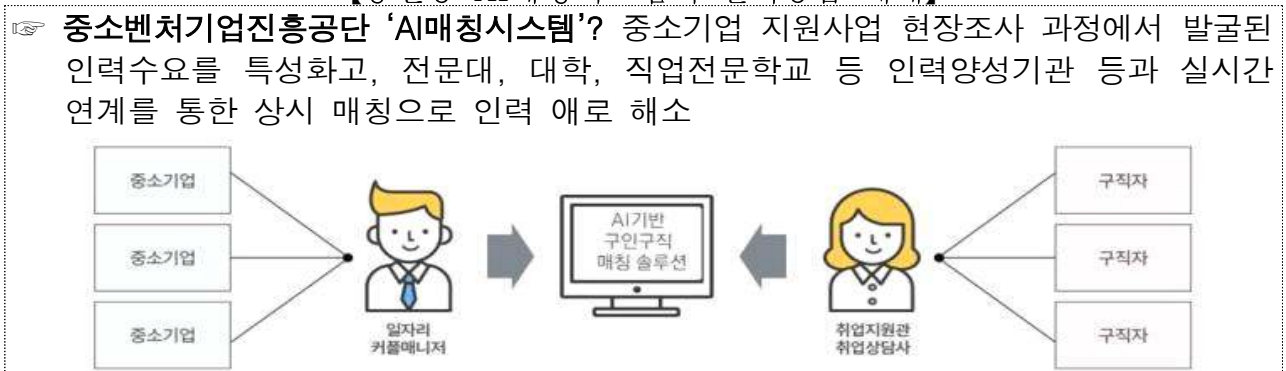 ☞ 중소벤처기업진흥공단 ‘AI매칭시스템’? 중소기업 지원사업 현장조사 과정에서 발굴된
인력수요를 특성화고, 전문대, 대학, 직업전문학교 등 인력양성기관 등과 실시간
연계를 통한 상시 매칭으로 인력 애로 해소
중소기업
중소기업
중소기업
일자리
커플매니저
AI기반
구인구직
매칭 솔루션
취업지원관
취업상담사
구직자
구직자
구직자